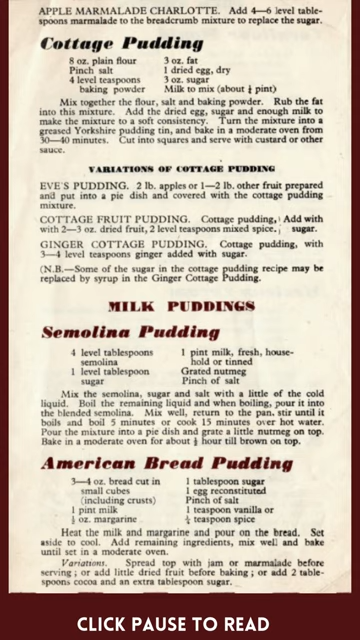 APPLE MARMALADE CHARLOTTE. Add 4—6 level table-
spoons marmalade to the breadcrumb mixture to replace the sugar.
Cottage Pudding
8 oz. plain flour
Pinch salt
4 level teaspoons
baking powder
3 oz. fat
1 dried egg, dry
3 oz. sugar
Milk to mix (about ½ pint)
Mix together the flour, salt and baking powder. Rub the fat
into this mixture. Add the dried egg, sugar and enough milk to
make the mixture to a soft consistency. Turn the mixture into a
greased Yorkshire pudding tin, and bake in a moderate oven from
30—40 minutes. Cut into squares and serve with custard or other
sauce.
VARIATIONS OF COTTAGE PUDDING
EVE'S PUDDING. 2 lb. apples or 1—2 lb. other fruit prepared
and put into a pie dish and covered with the cottage pudding
mixture.
COTTAGE FRUIT PUDDING. Cottage pudding, Add with
with 2—3 oz. dried fruit, 2 level teaspoons mixed spice. sugar.
GINGER COTTAGE PUDDING. Cottage pudding, with
3—4 level teaspoons ginger added with sugar.
(N.B.—Some of the sugar in the cottage pudding recipe may be
replaced by syrup in the Ginger Cottage Pudding.
MILK PUDDINGS
Semolina Pudding
4 level tablespoons
semolina
1 level tablespoon
sugar
1 pint milk, fresh, house-
hold or tinned
Grated nutmeg
Pinch of salt
Mix the semolina, sugar and salt with a little of the cold
liquid. Boil the remaining liquid and when boiling, pour it into
the blended semolina. Mix well, return to the pan, stir until it
boils and boil 5 minutes or cook 15 minutes over hot water.
Pour the mixture into a pie dish and grate a little nutmeg on top.
Bake in a moderate oven for about ½ hour till brown on top.
American Bread Pudding
3—4 oz. bread cut in
small cubes
(including crusts)
1 pint milk
½ oz. margarine
1 tablespoon sugar
1 egg reconstituted
Pinch of salt
1 teaspoon vanilla or
¼ teaspoon spice
Heat the milk and margarine and pour on the bread. Set
aside to cool. Add remaining ingredients, mix well and bake
until set in a moderate oven.
Variations. Spread top with jam or marmalade before
serving; or add little dried fruit before baking; or add 2 table-
spoons cocoa and an extra tablespoon sugar.
CLICK PAUSE TO READ